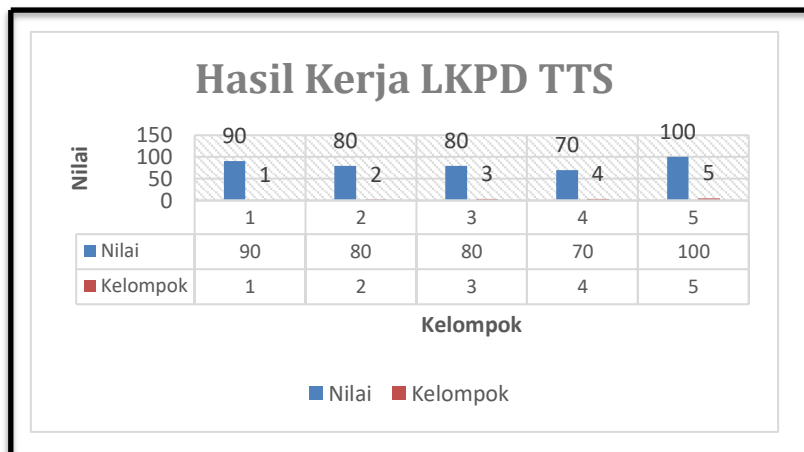 Hasil Kerja LKPD TTS
Nilai
150
100
50
0
90 80 80 70 100
1 2 3 4 5
1 2 3 4 5
Nilai 90 80 80 70 100
Kelompok 1 2 3 4 5
Kelompok
Nilai Kelompok